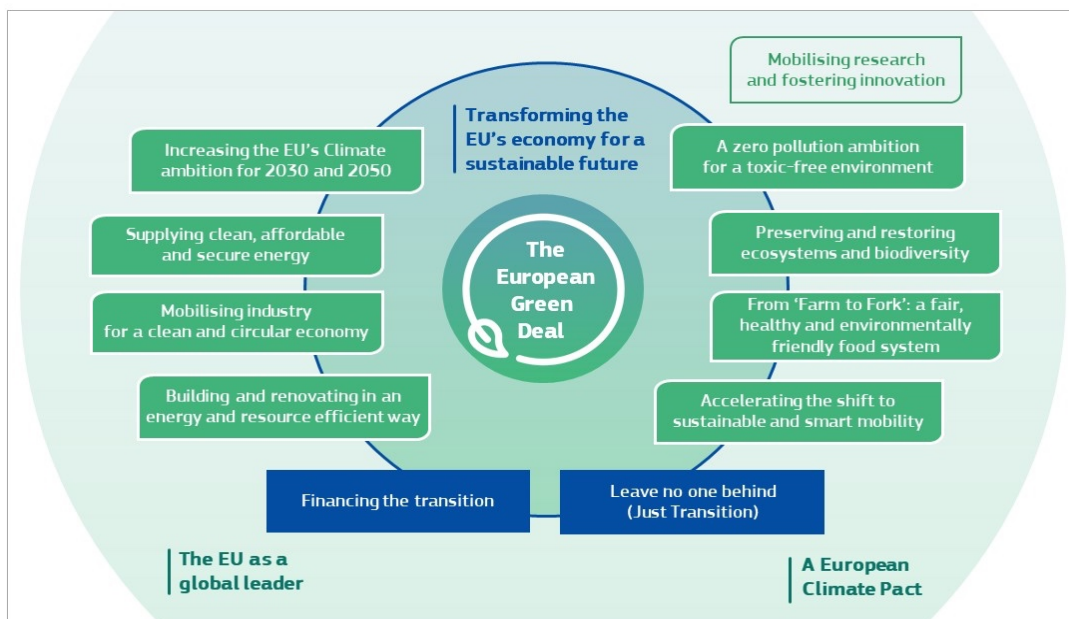 Mobilising research
and fostering innovation
Transforming the
EU's economy for a
sustainable future
Increasing the EU's Climate
ambition for 2030 and 2050
A zero pollution ambition
for a toxic-free environment
Supplying clean, affordable
and secure energy
Preserving and restoring
ecosystems and biodiversity
The
European
Green
Deal
Mobilising industry
for a clean and circular economy
From ‘Farm to Fork’: a fair,
healthy and environmentally
friendly food system
Building and renovating in an
energy and resource efficient way
Accelerating the shift to
sustainable and smart mobility
Financing the transition
Leave no one behind
(Just Transition)
The EU as a
global leader
A European
Climate Pact